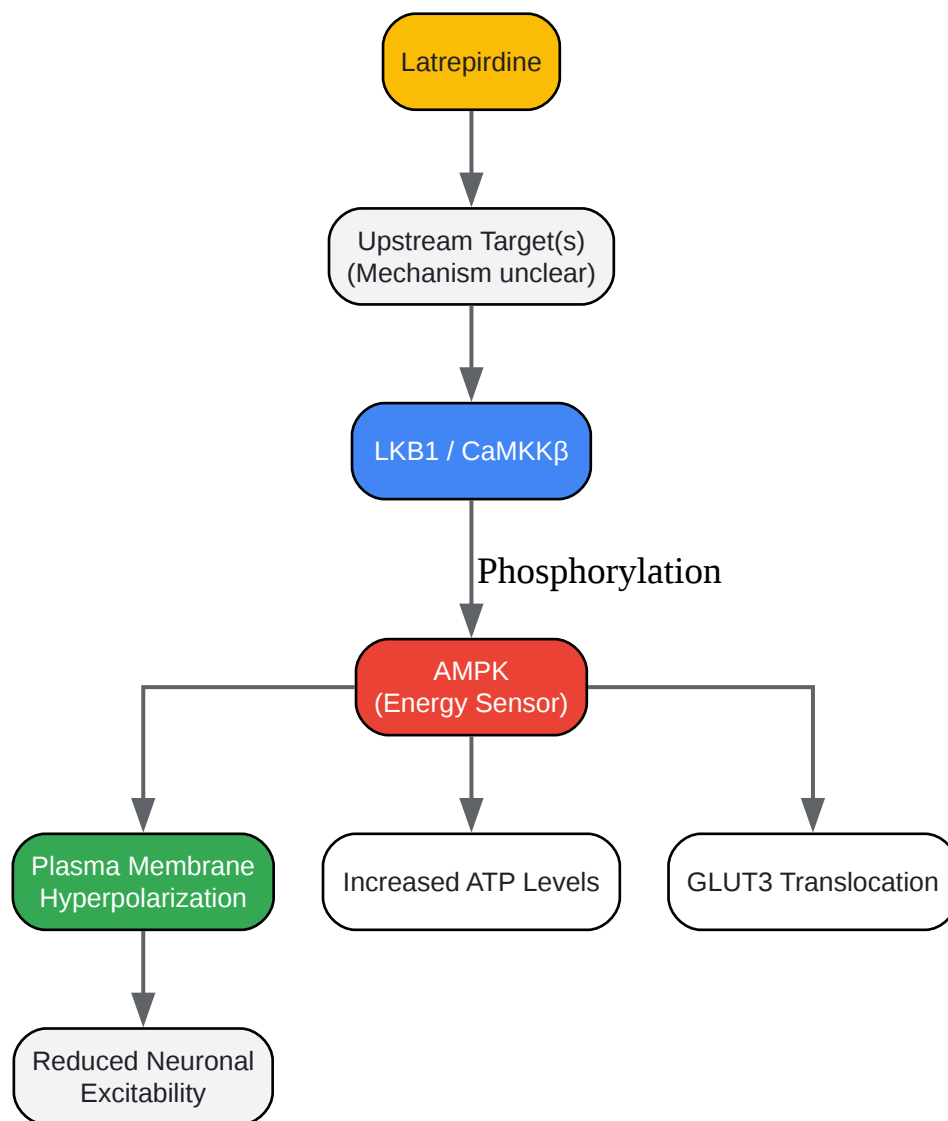 Latrepirdine
Upstream Target(s)
(Mechanism unclear)
LKB1 / CaMKKβ
Phosphorylation
AMPK
(Energy Sensor)
Plasma Membrane
Hyperpolarization
Increased ATP Levels
GLUT3 Translocation
Reduced Neuronal
Excitability